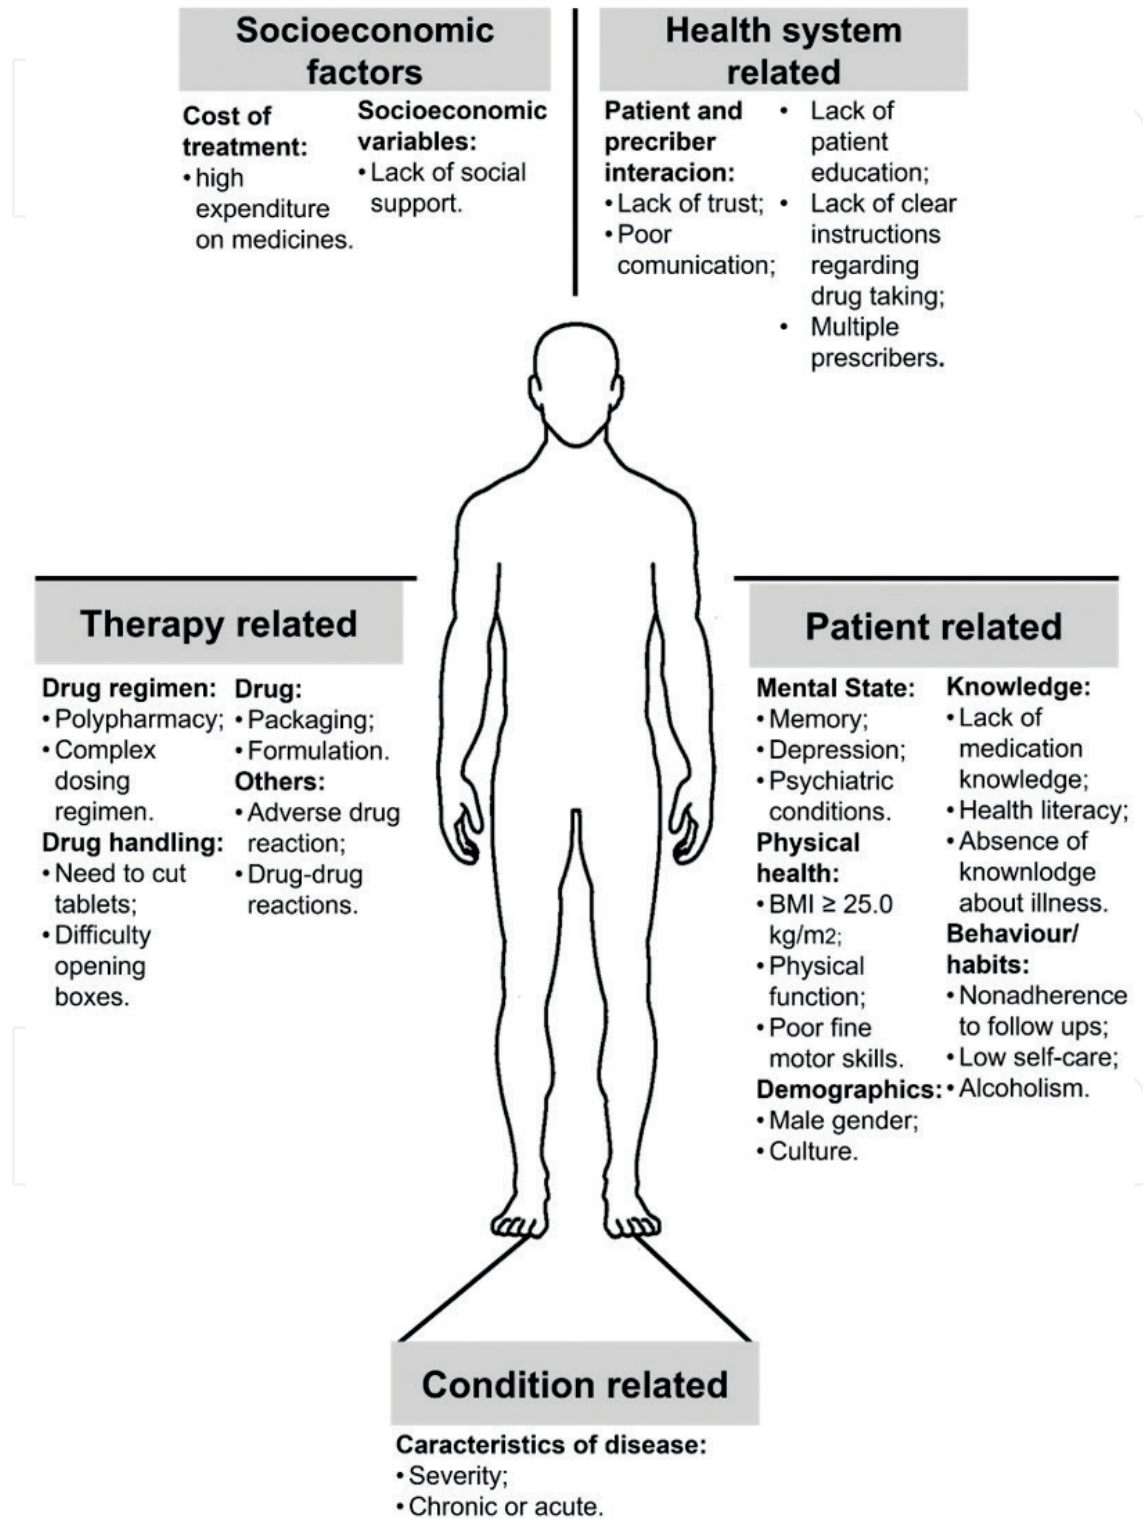 Socioeconomic
factors
Cost of
treatment:
• high
expenditure
on medicines.
Socioeconomic
variables:
• Lack of social
support.
Health system
related
Patient and
precriber
interacion:
• Lack of trust;
• Poor
comunication;
• Lack of
patient
education;
• Lack of clear
instructions
regarding
drug taking;
• Multiple
prescribers.
Therapy related
Drug regimen:
• Polypharmacy;
• Complex
dosing
regimen.
Drug handling:
• Need to cut
tablets;
• Difficulty
opening
boxes.
Drug:
• Packaging;
• Formulation.
Others:
• Adverse drug
reaction;
• Drug-drug
reactions.
Patient related
Mental State:
• Memory;
• Depression;
• Psychiatric
conditions.
Physical
health:
• BMI ≥ 25.0
kg/m2;
• Physical
function;
• Poor fine
motor skills.
Demographics:
• Male gender;
• Culture.
Knowledge:
• Lack of
medication
knowledge;
• Health literacy;
• Absence of
knownlodge
about illness.
Behaviour/
habits:
• Nonadherence
to follow ups;
• Low self-care;
• Alcoholism.
Condition related
Caracteristics of disease:
• Severity;
• Chronic or acute.